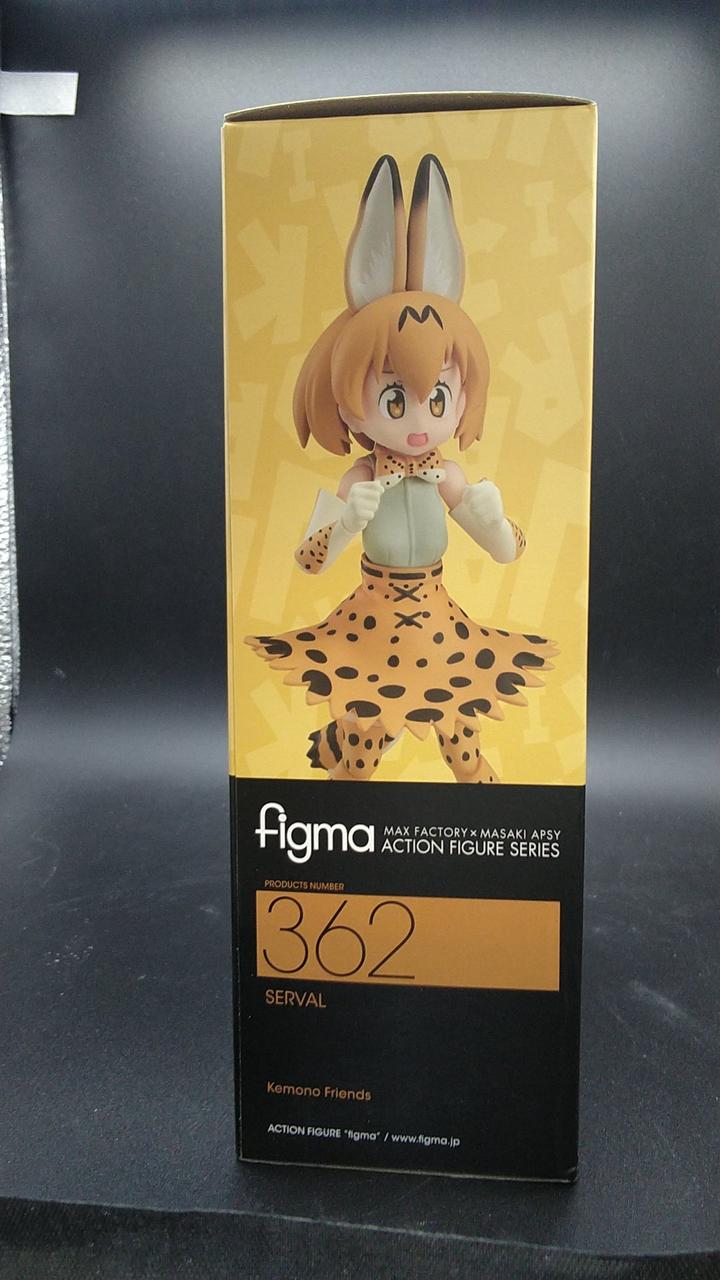 figma
MAX FACTORY × MASAKI APSY
ACTION FIGURE SERIES
PRODUCTS NUMBER
362
SERVAL
Kemono Friends
ACTION FIGURE "figma" / www.figma.jp